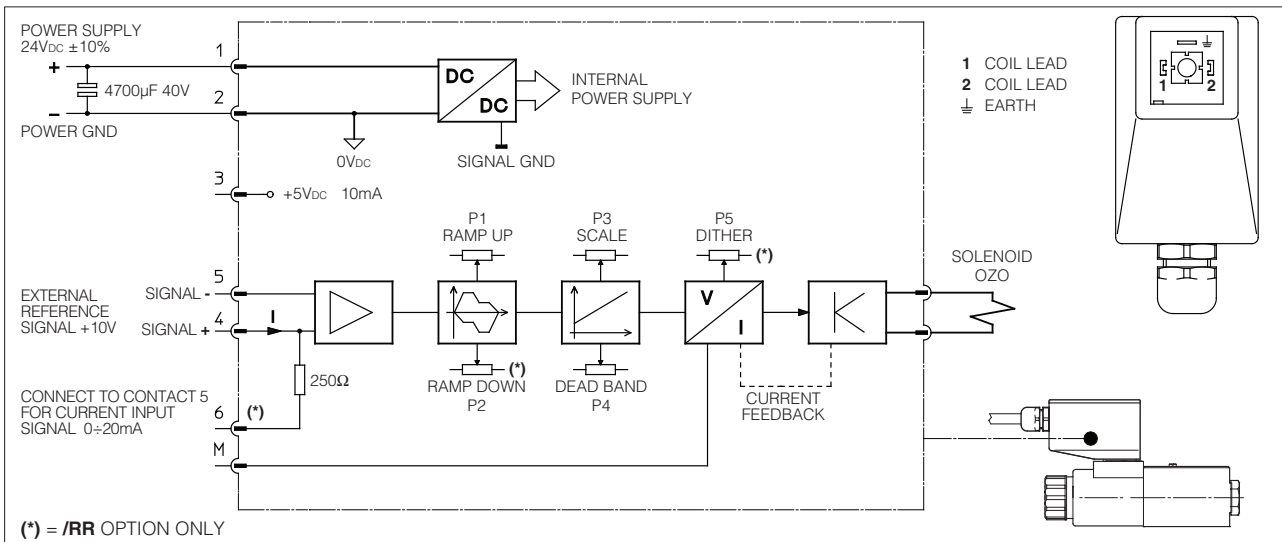 POWER SUPPLY
24VDC ±10%
+
4700µF 40V
–
POWER GND
1
2
DC
DC
INTERNAL
POWER SUPPLY
0VDC
SIGNAL GND
3
+5VDC 10mA
P1
RAMP UP
P3
SCALE
P5
DITHER
(*)
SOLENOID
OZO
EXTERNAL
REFERENCE
SIGNAL +10V
5
SIGNAL -
4
SIGNAL +
I
V
I
250Ω
(*)
RAMP DOWN
P2
DEAD BAND
P4
CURRENT
FEEDBACK
CONNECT TO CONTACT 5
FOR CURRENT INPUT
SIGNAL 0÷20mA
6
(*)
M
(*) = /RR OPTION ONLY
1 COIL LEAD
2 COIL LEAD
EARTH
1
2